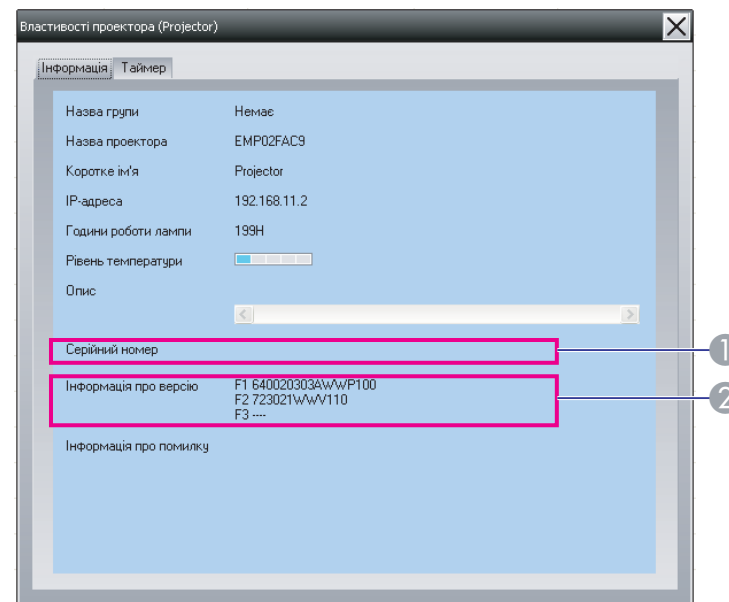 Властивості проектора (Projector)
Інформація Таймер
Назва групи Немає
Назва проектора EMP02FAC9
Коротке ім'я Projector
IP-адреса 192.168.11.2
Години роботи лампи 199H
Рівень температури
Опис
Серійний номер
1
Інформація про версію F1 640020303AWWP100
2
F2 723021WWV110
F3 ----
Інформація про помилку